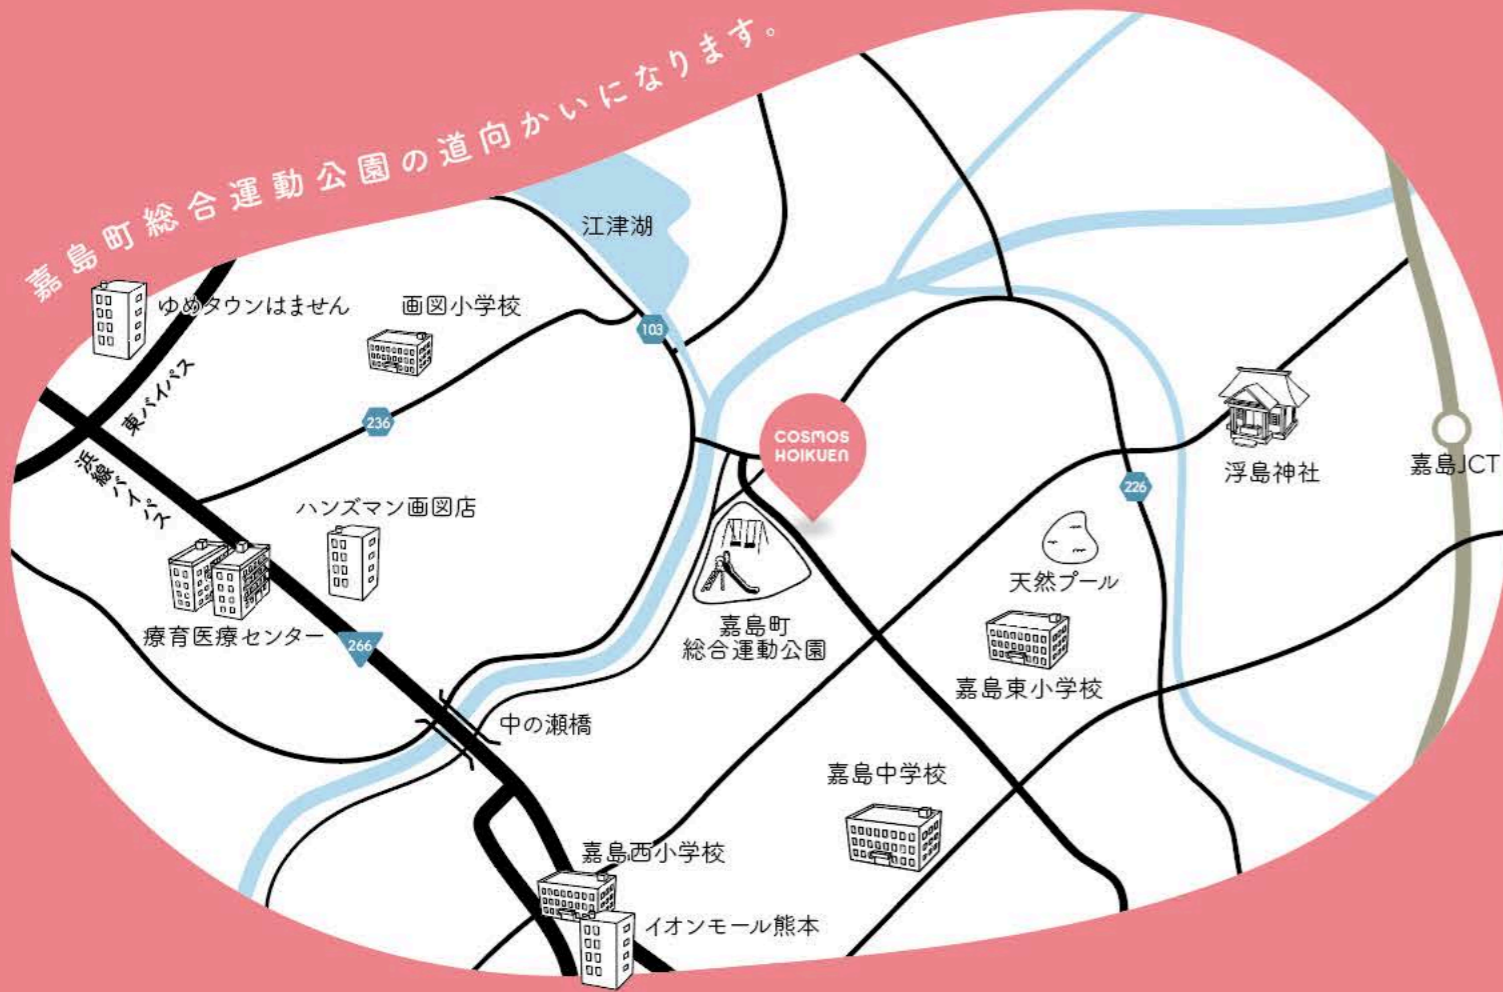 嘉島町総合運動公園の道向かいになります。
江津湖
ゆめタウンはません
画図小学校
103
東バイパス
236
COSMOS
HOIKUEN
浜線バイパス
浮島神社
嘉島JCT
226
ハンズマン画図店
天然プール
療育医療センター
266
嘉島町
総合運動公園
嘉島東小学校
中の瀬橋
嘉島中学校
嘉島西小学校
イオンモール熊本